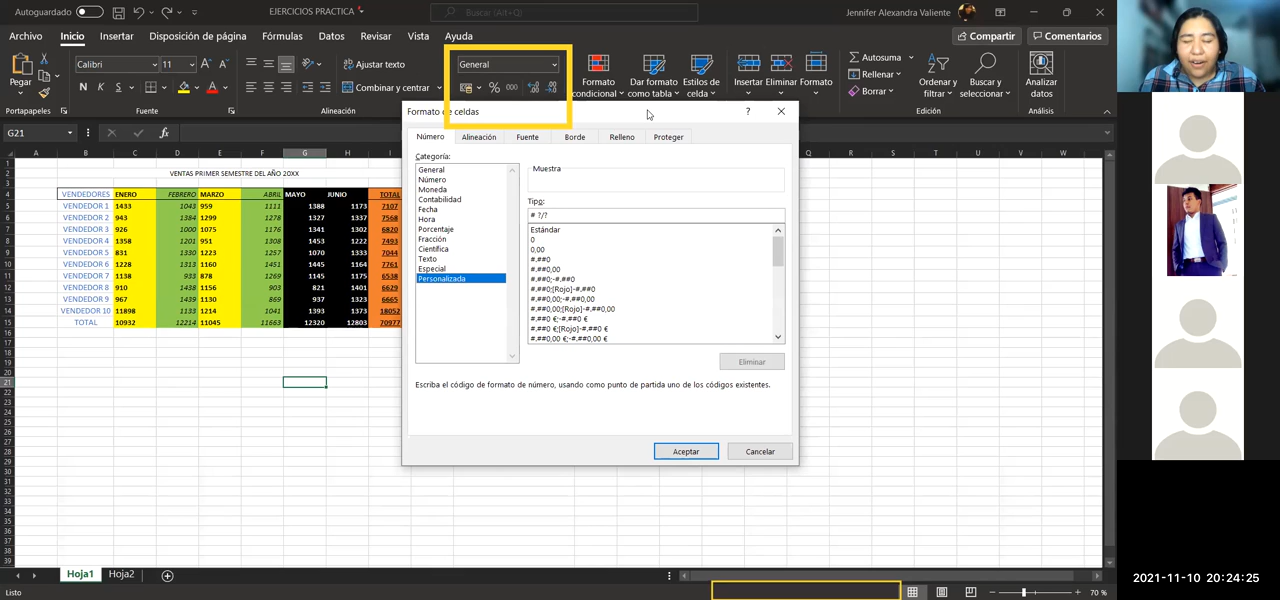 Autoguardado
EJERCICIOS PRACTICA
Buscar (Alt+Q)
Jennifer Alexandra Valiente
Archivo Inicio Insertar Disposición de página Fórmulas Datos Revisar Vista Ayuda
Compartir Comentarios
Pegar
Calibri 11
N K S
Ajustar texto
Combinar y centrar
General
% 000
Formato condicional
Dar formato como tabla
Estilos de celda
Insertar Eliminar Formato
Autosuma
Rellenar
Borrar
Ordenar y filtrar
Buscar y seleccionar
Analizar datos
Portapapeles Fuente Alineación Edición Análisis
G21
fx
A B C D E F G H I O Q R S T U V W
VENTAS PRIMER SEMESTRE DEL AÑO 20XX
VENDEDORES ENERO FEBRERO MARZO ABRIL MAYO JUNIO TOTAL
VENDEDOR 1 1433 1043 959 1111 1388 1173 7107
VENDEDOR 2 943 1384 1299 1278 1327 1337 7568
VENDEDOR 3 926 1000 1075 1176 1341 1302 6820
VENDEDOR 4 1358 1201 951 1308 1453 1222 7493
VENDEDOR 5 831 1330 1223 1257 1070 1333 7044
VENDEDOR 6 1228 1313 1160 1451 1445 1164 7761
VENDEDOR 7 1138 933 878 1269 1145 1175 6538
VENDEDOR 8 910 1438 1156 903 821 1401 6629
VENDEDOR 9 967 1439 1130 869 937 1323 6665
VENDEDOR 10 11898 1133 1214 1041 1393 1373 18052
TOTAL 10932 12214 11045 11663 12320 12803 70977
Formato de celdas
?
Número Alineación Fuente Borde Relleno Proteger
Categoría:
General
Número
Moneda
Contabilidad
Fecha
Hora
Porcentaje
Fracción
Científica
Texto
Especial
Personalizada
Muestra
Tipo:
# ?/?
Estándar
0
0,00
#.##0
#.##0,00
#.##0;-#.##0
#.##0;[Rojo]-#.##0
#.##0,00;-#.##0,00
#.##0,00;[Rojo]-#.##0,00
#.##0 €;-#.##0 €
#.##0 €;[Rojo]-#.##0 €
#.##0,00 €;-#.##0,00 €
Eliminar
Escriba el código de formato de número, usando como punto de partida uno de los códigos existentes.
Aceptar Cancelar
Hoja1 Hoja2
Listo
70 %
2021-11-10 20:24:25